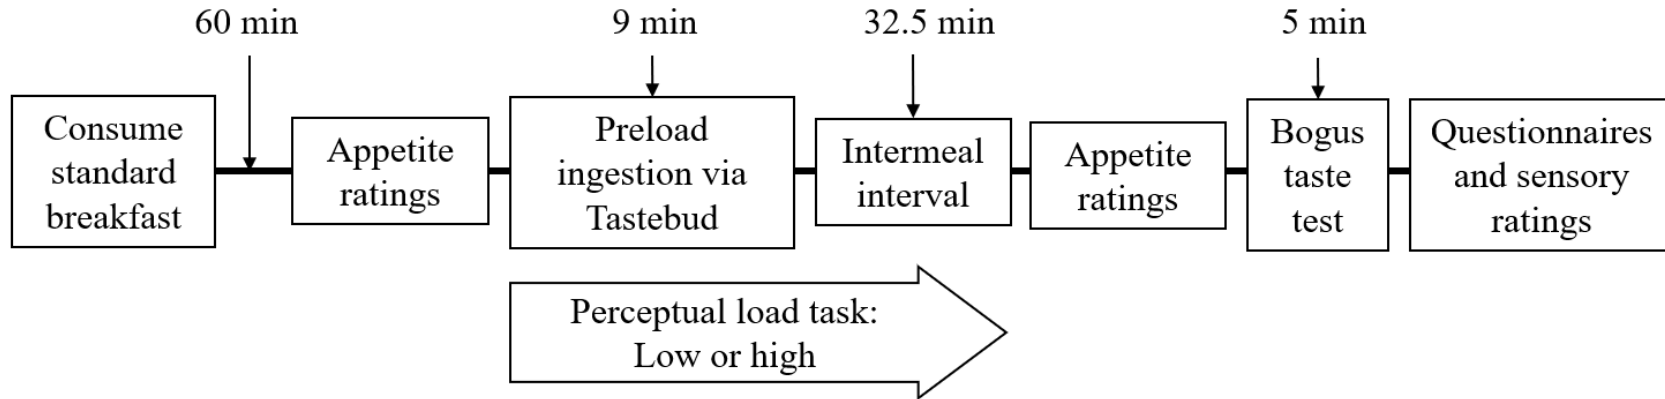 60 min
9 min
32.5 min
5 min
Consume
standard
breakfast
Appetite
ratings
Preload
ingestion via
Tastebud
Intermeal
interval
Appetite
ratings
Bogus
taste
test
Questionnaires
and sensory
ratings
Perceptual load task:
Low or high